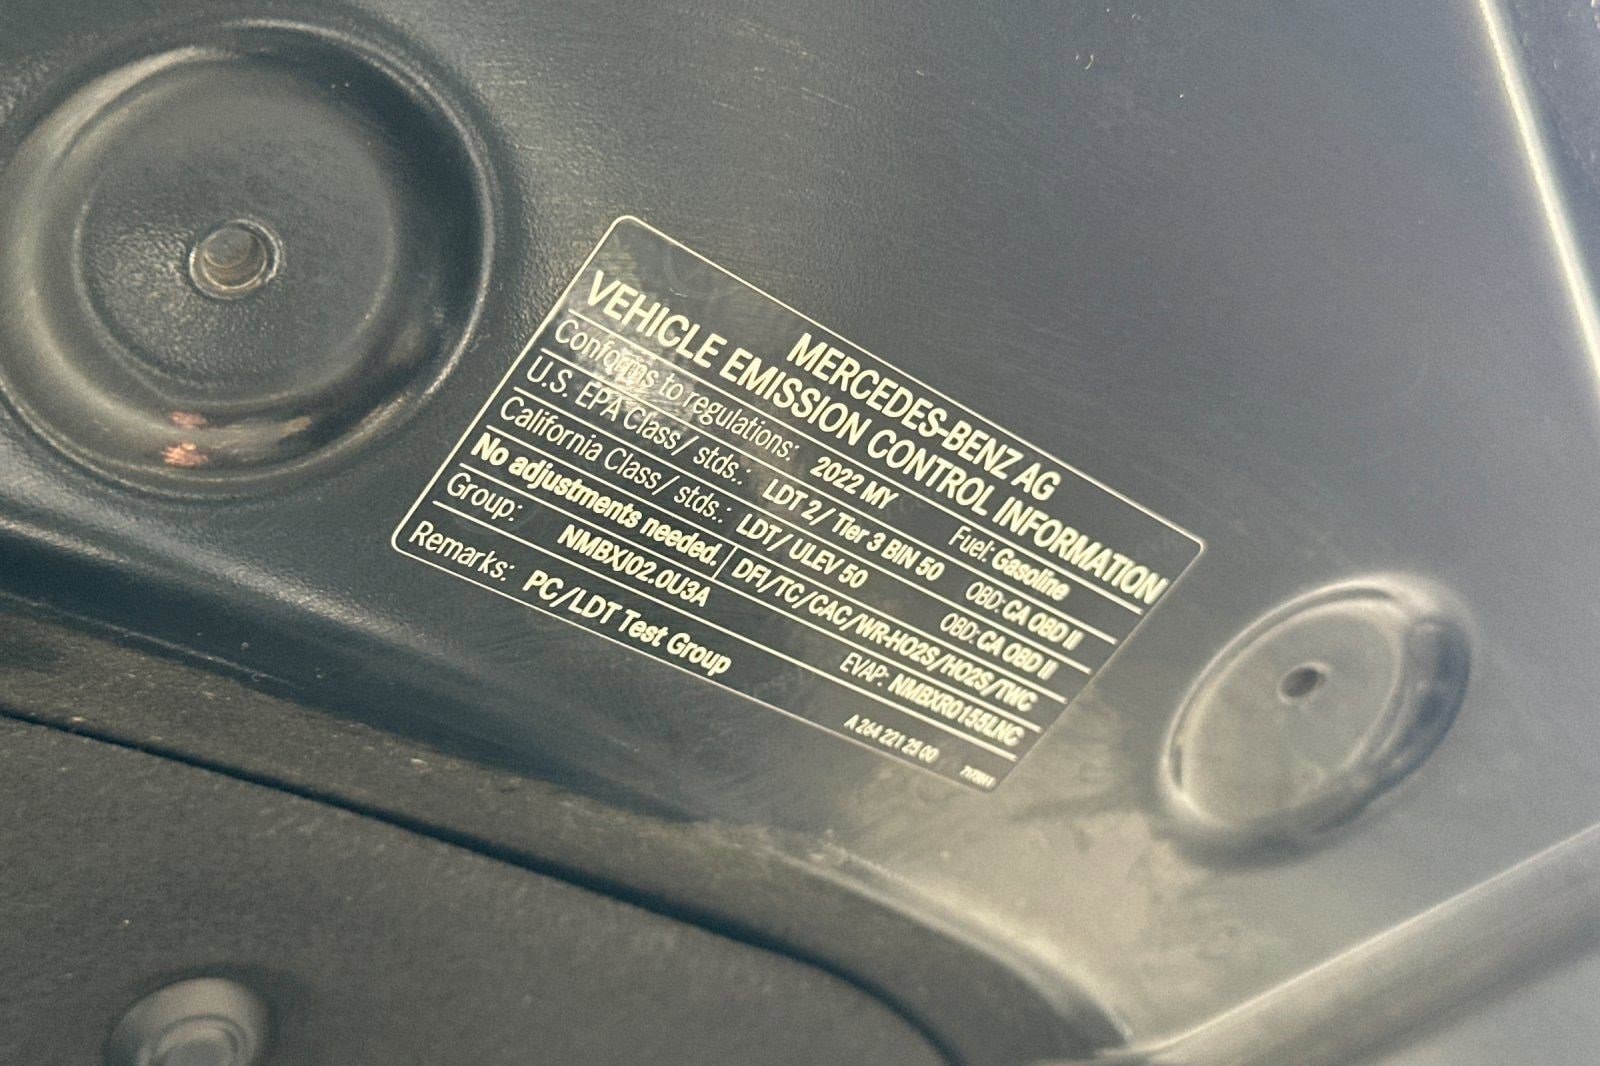 MERCEDES-BENZ AG
VEHICLE EMISSION CONTROL INFORMATION
Conforms to regulations: 2022 MY Fuel: Gasoline
U.S. EPA Class/ stds.: LDT 2/ Tier 3 BIN 50 OBD: CA OBD II
California Class/ stds.: LDT/ ULEV 50 OBD: CA OBD II
No adjustments needed. DFI/TC/CAC/WR-HO2S/HO2S/TWC
Group: NMBXJ02.0U3A EVAP: NMBXR0155LNC
Remarks: PC/LDT Test Group
A 264 221 25 00